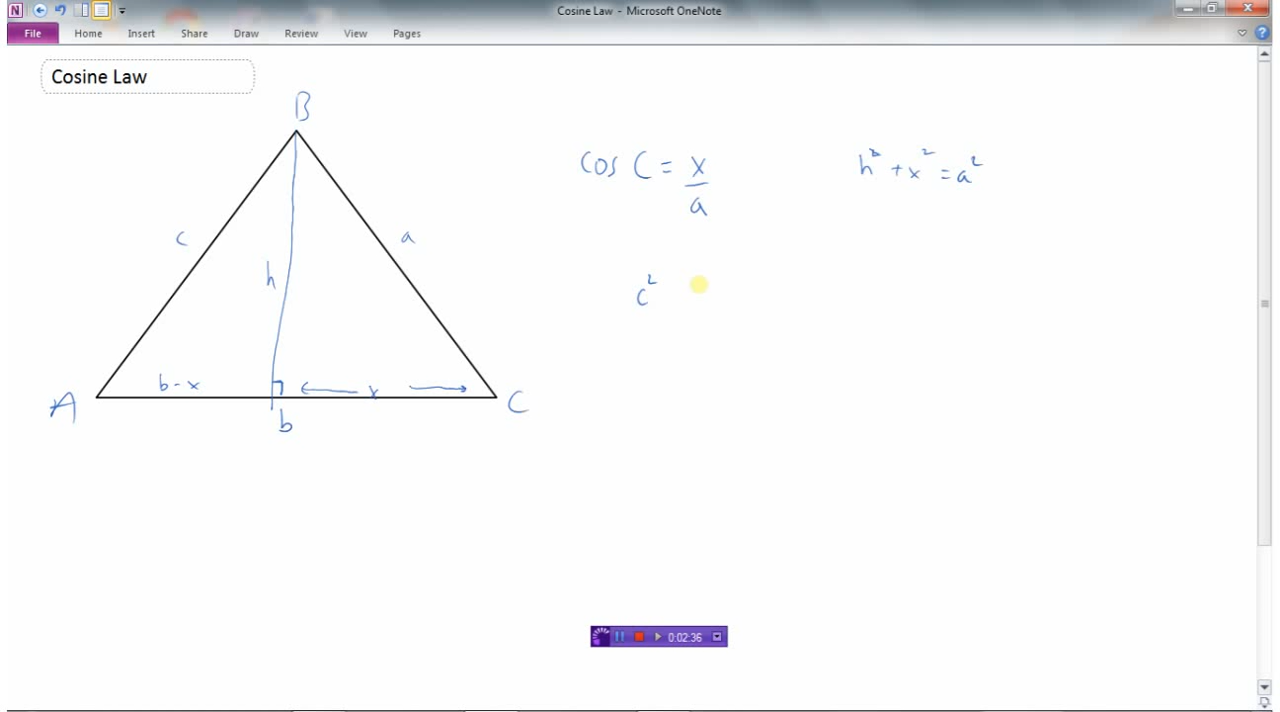 Cosine Law - Microsoft OneNote
File Home Insert Share Draw Review View Pages
Cosine Law
B
cos C = x/a
h² + x² = a²
c a
h
c²
b - x x
A b C
0:02:36